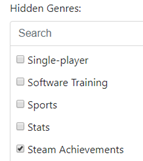 Hidden Genres:
Search
Single-player
Software Training
Sports
Stats
Steam Achievements